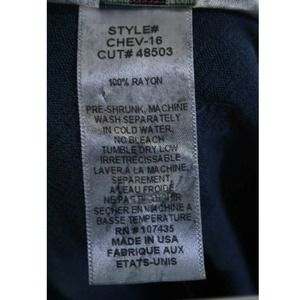 STYLE#
CHEV-16
CUT# 48503
100% RAYON
PRE-SHRUNK, MACHINE
WASH SEPARATELY
IN COLD WATER,
NO BLEACH
TUMBLE DRY LOW
IRRETRECISSABLE
LAVER A LA MACHINE,
SEPAREMENT,
A EAU FROIDE
NE PAS
SECHER EN MACHINE A
BASSE TEMPERATURE.
RN # 107435
MADE IN USA
FABRIQUE AUX
ETATS-UNIS